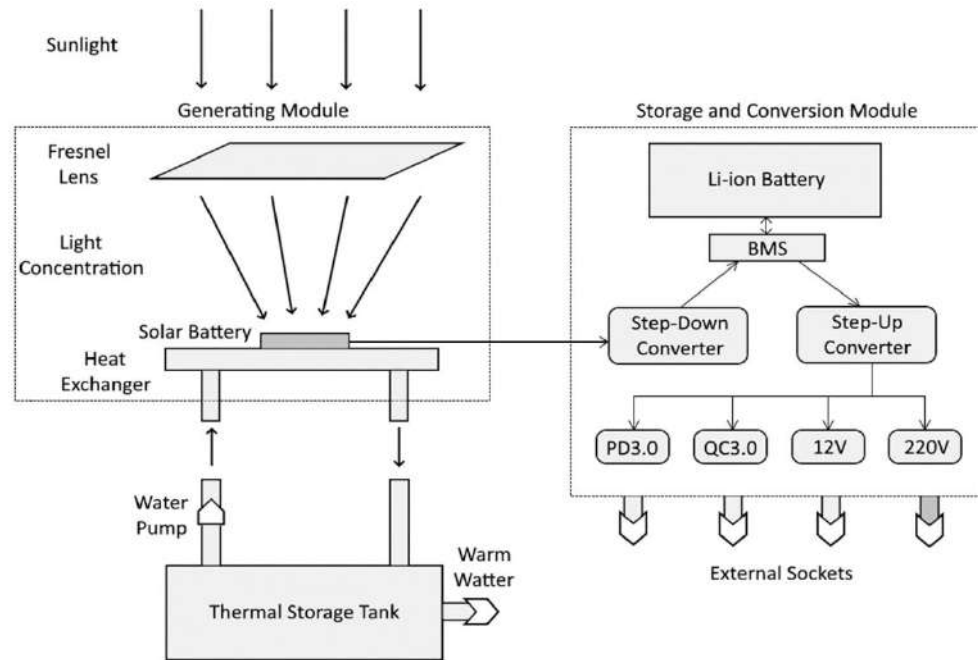 Sunlight
Generating Module
Fresnel
Lens
Light
Concentration
Solar Battery
Heat
Exchanger
Water
Pump
Warm
Watter
Thermal Storage Tank
Storage and Conversion Module
Li-ion Battery
BMS
Step-Down
Converter
Step-Up
Converter
PD3.0
QC3.0
12V
220V
External Sockets